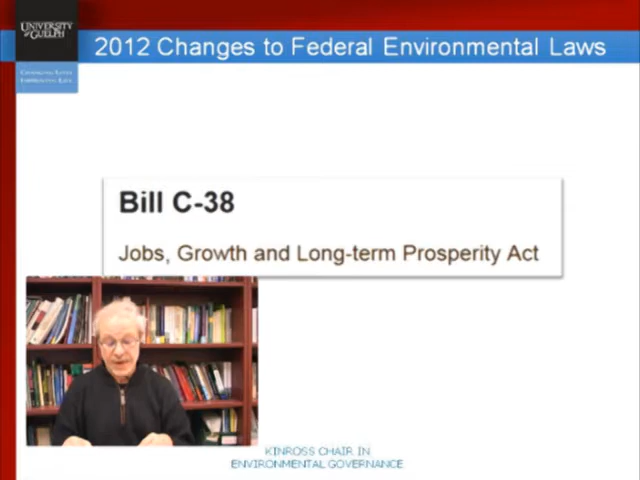 UNIVERSITY
OF GUELPH
2012 Changes to Federal Environmental Laws
Bill C-38
Jobs, Growth and Long-term Prosperity Act
KINROSS CHAIR IN
ENVIRONMENTAL GOVERNANCE